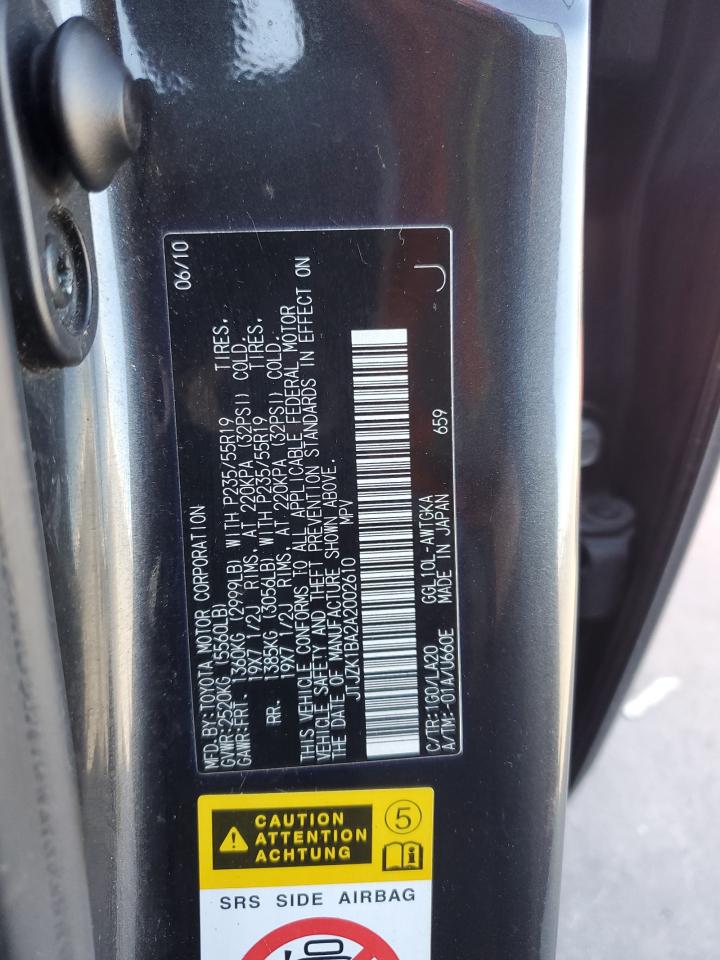 MFD.BY:TOYOTA MOTOR CORPORATION 06/10
GVWR:2520KG (5560LB)
GAWR:FRT. 1360KG (2999LB) WITH P235/55R19 TIRES,
19X7 1/2J RIMS, AT 220KPA (32PSI) COLD.
RR. 1385KG (3056LB) WITH P235/55R19 TIRES,
19X7 1/2J RIMS, AT 220KPA (32PSI) COLD.
THIS VEHICLE CONFORMS TO ALL APPLICABLE FEDERAL MOTOR
VEHICLE SAFETY AND THEFT PREVENTION STANDARDS IN EFFECT ON
THE DATE OF MANUFACTURE SHOWN ABOVE.
JTJZK1BA2A2002610 MPV
C/TR:1G0/LA20 GGL10L-AWTGKA 659
A/TM:-01A/U660E MADE IN JAPAN
J
CAUTION
ATTENTION
ACHTUNG
5
SRS SIDE AIRBAG